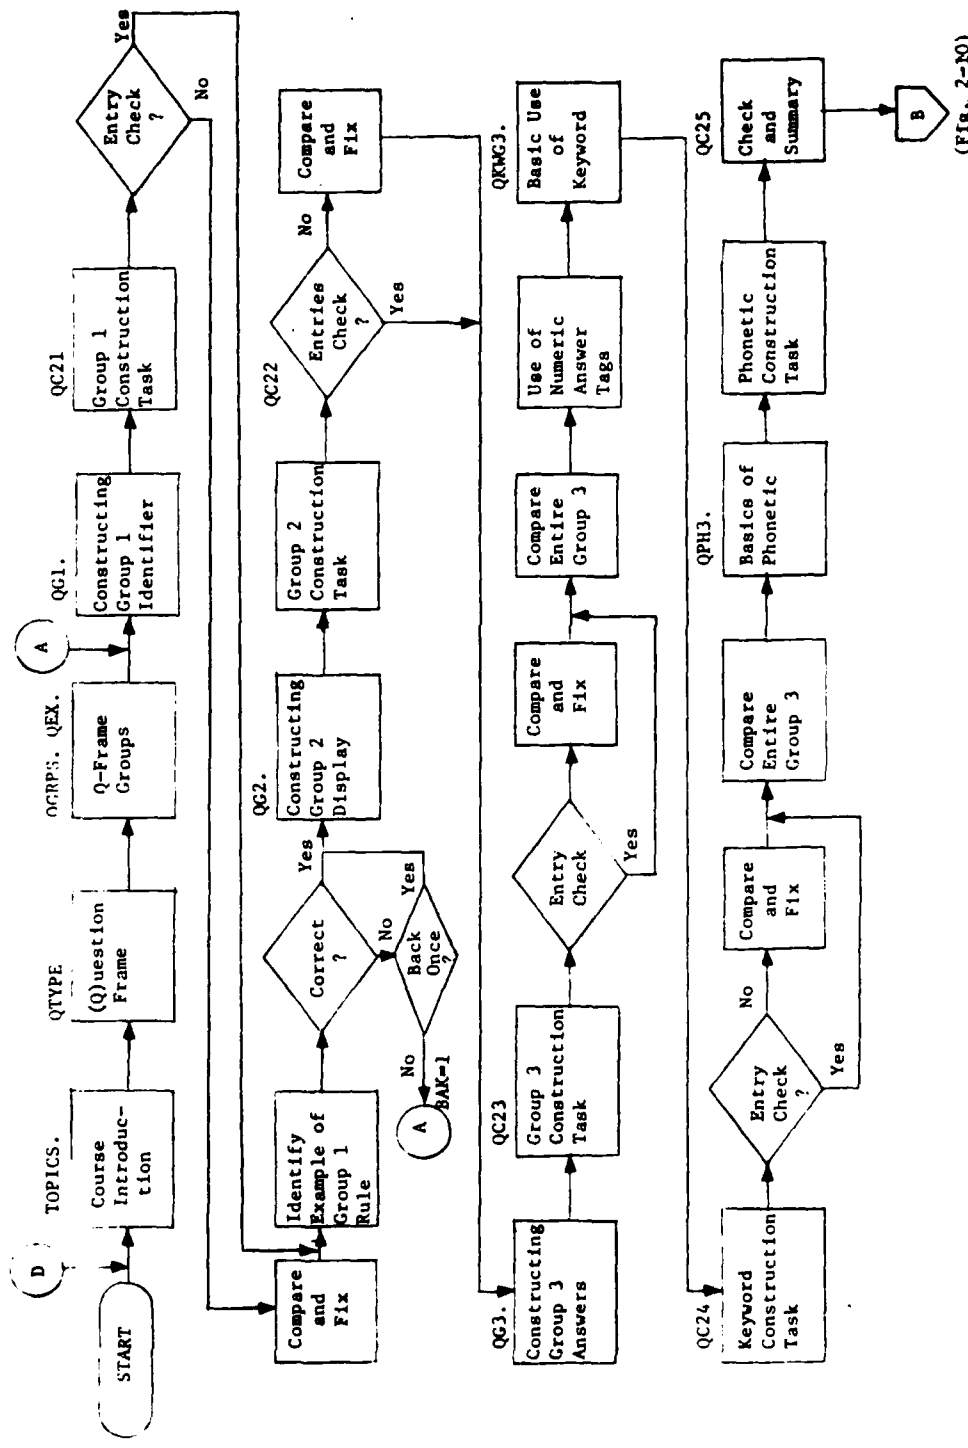 D
START
TOPICS.
Course
Introduc-
tion
QTYPE
(Q)uestion
Frame
QGRPS. QEX.
Q-Frame
Groups
A
QG1.
Constructing
Group 1
Identifier
QC21
Group 1
Construction
Task
Entry
Check
?
Yes
No
Compare
and
Fix
Identify
Example of
Group 1
Rule
Correct
?
Yes
No
Back
Once
?
Yes
No
BAK=1
A
QG2.
Constructing
Group 2
Display
Group 2
Construction
Task
QC22
Entries
Check
?
No
Yes
Compare
and
Fix
QG3.
Constructing
Group 3
Answers
QC23
Group 3
Construction
Task
Entry
Check
Yes
Compare
and
Fix
Compare
Entire
Group 3
Use of
Numeric
Answer
Tags
QKWG3.
Basic Use
of
Keyword
QC24
Keyword
Construction
Task
Entry
Check
?
No
Yes
Compare
and
Fix
Compare
Entire
Group 3
QPH3.
Basics of
Phonetic
Phonetic
Construction
Task
QC25
Check
and
Summary
B
(Fig. 2-10)